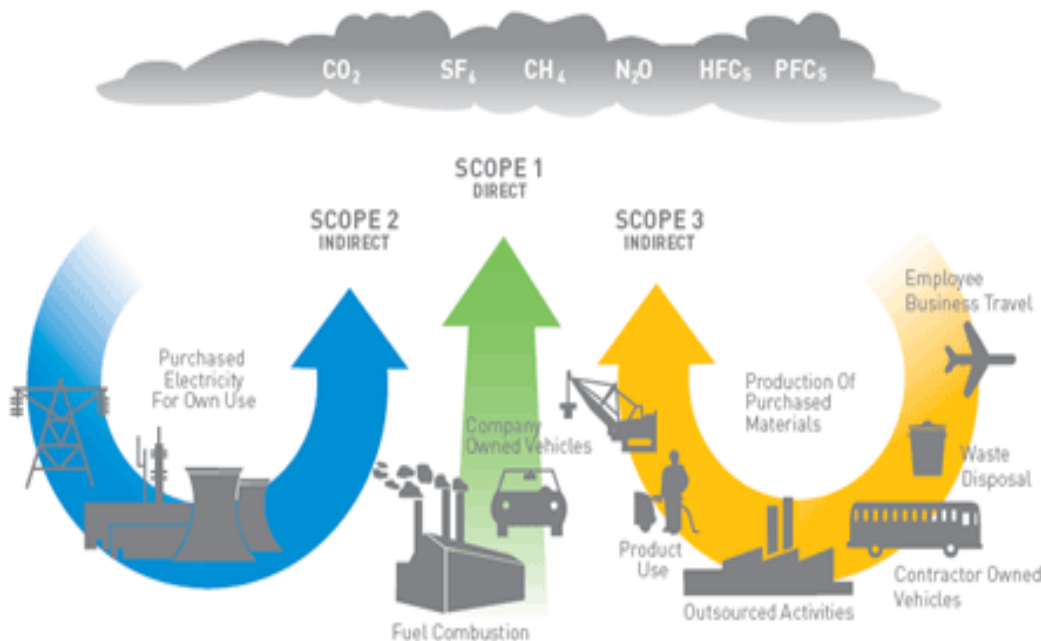 CO₂ SF₆ CH₄ N₂O HFCs PFCs
SCOPE 1
DIRECT
SCOPE 2
INDIRECT
SCOPE 3
INDIRECT
Purchased
Electricity
For Own Use
Company
Owned Vehicles
Fuel Combustion
Production Of
Purchased
Materials
Employee
Business Travel
Waste
Disposal
Contractor Owned
Vehicles
Outsourced Activities
Product
Use